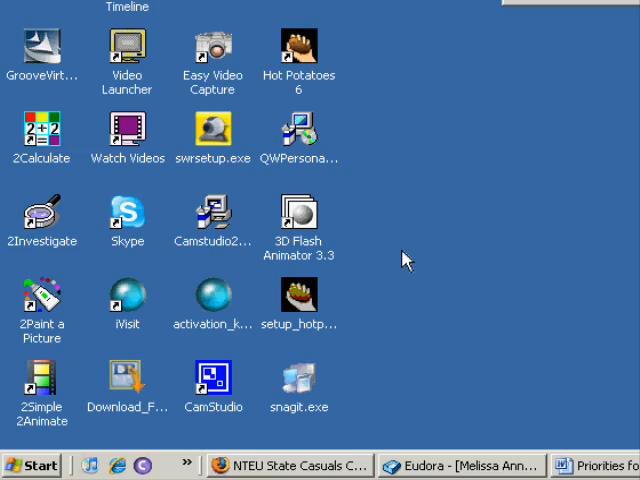 Timeline
GrooveVirt...
Video
Launcher
Easy Video
Capture
Hot Potatoes
6
2+2
=
2Calculate
Watch Videos
swrsetup.exe
QWPersona...
2Investigate
Skype
Camstudio2...
3D Flash
Animator 3.3
2Paint a
Picture
iVisit
activation_k...
setup_hotp...
2Simple
2Animate
Download_F...
CamStudio
snagit.exe
Start
»
NTEU State Casuals C...
Eudora - [Melissa Ann...
Priorities fo